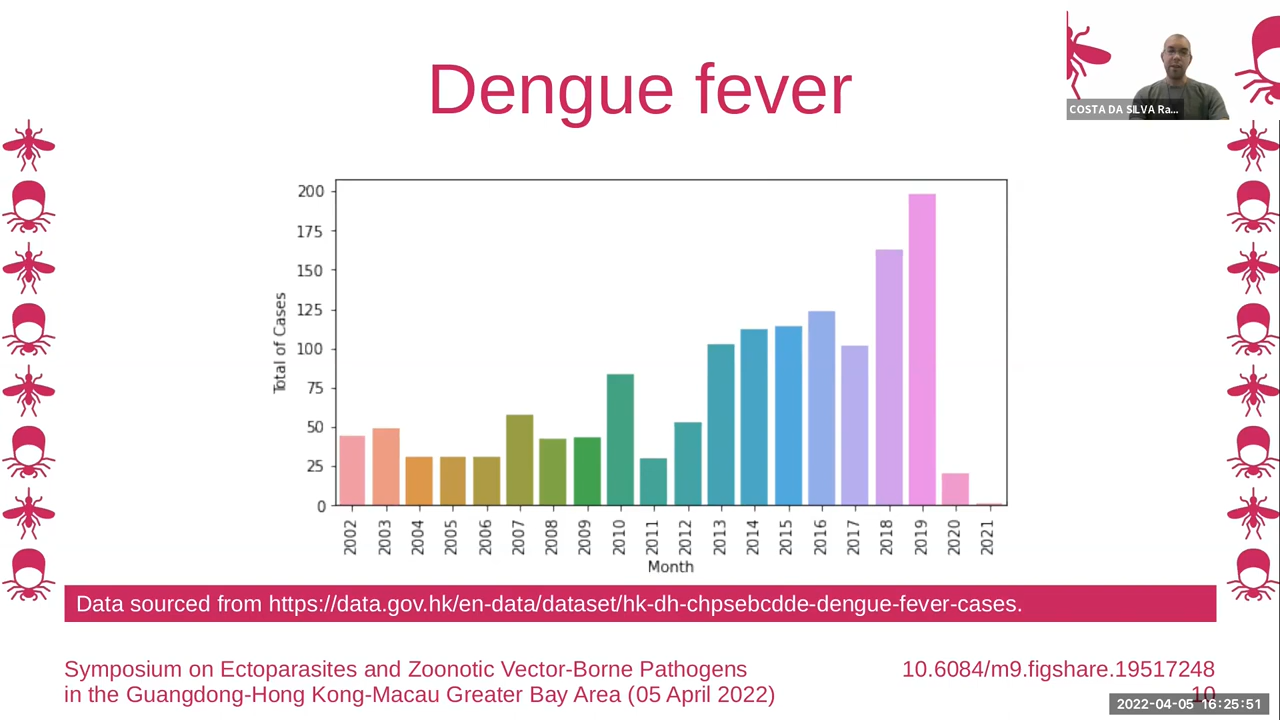 Dengue fever
COSTA DA SILVA Ra...
200
175
150
125
100
75
50
25
0
Total of Cases
2002 2003 2004 2005 2006 2007 2008 2009 2010 2011 2012 2013 2014 2015 2016 2017 2018 2019 2020 2021
Month
Data sourced from https://data.gov.hk/en-data/dataset/hk-dh-chpsebcdde-dengue-fever-cases.
Symposium on Ectoparasites and Zoonotic Vector-Borne Pathogens
in the Guangdong-Hong Kong-Macau Greater Bay Area (05 April 2022)
10.6084/m9.figshare.19517248
10
2022-04-05 16:25:51